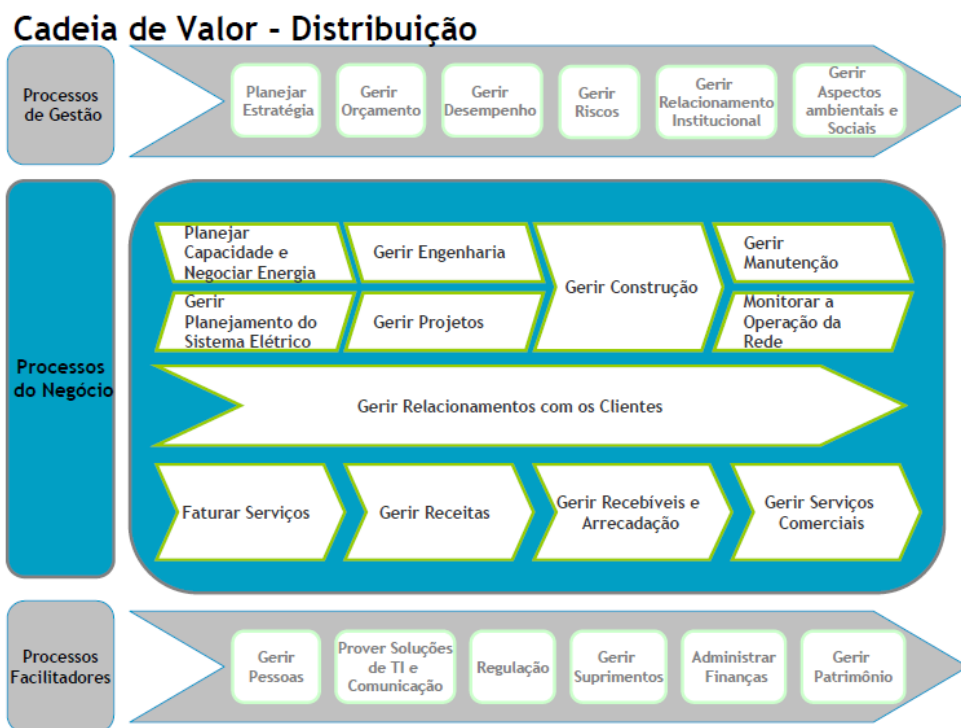 Cadeia de Valor - Distribuição
Processos
de Gestão
Planejar
Estratégia
Gerir
Orçamento
Gerir
Desempenho
Gerir
Riscos
Gerir
Relacionamento
Institucional
Gerir
Aspectos
ambientais e
Sociais
Processos
do Negócio
Planejar
Capacidade e
Negociar Energia
Gerir Engenharia
Gerir Construção
Gerir
Manutenção
Gerir
Planejamento do
Sistema Elétrico
Gerir Projetos
Monitorar a
Operação da
Rede
Gerir Relacionamentos com os Clientes
Faturar Serviços
Gerir Receitas
Gerir Recebíveis e
Arrecadação
Gerir Serviços
Comerciais
Processos
Facilitadores
Gerir
Pessoas
Prover Soluções
de TI e
Comunicação
Regulação
Gerir
Suprimentos
Administrar
Finanças
Gerir
Patrimônio